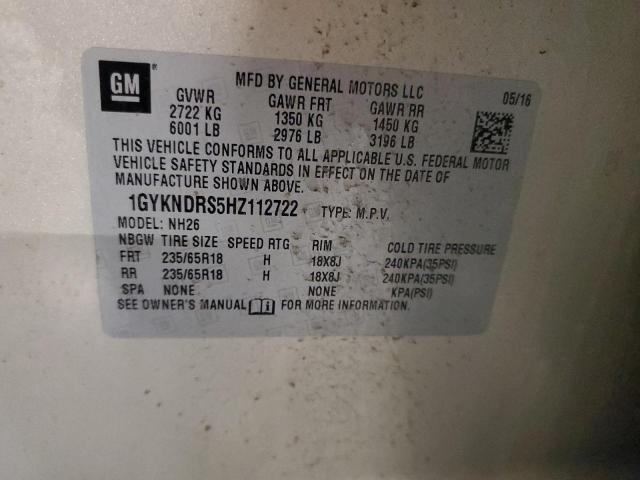 GM
MFD BY GENERAL MOTORS LLC
GVWR GAWR FRT GAWR RR 05/16
2722 KG 1350 KG 1450 KG
6001 LB 2976 LB 3196 LB
THIS VEHICLE CONFORMS TO ALL APPLICABLE U.S. FEDERAL MOTOR
VEHICLE SAFETY STANDARDS IN EFFECT ON THE DATE OF
MANUFACTURE SHOWN ABOVE.
1GYKNDRS5HZ112722 TYPE: M.P.V.
MODEL: NH26
NBGW TIRE SIZE SPEED RTG RIM COLD TIRE PRESSURE
FRT 235/65R18 H 18X8J 240KPA(35PSI)
RR 235/65R18 H 18X8J 240KPA(35PSI)
SPA NONE NONE KPA(PSI)
SEE OWNER'S MANUAL FOR MORE INFORMATION.